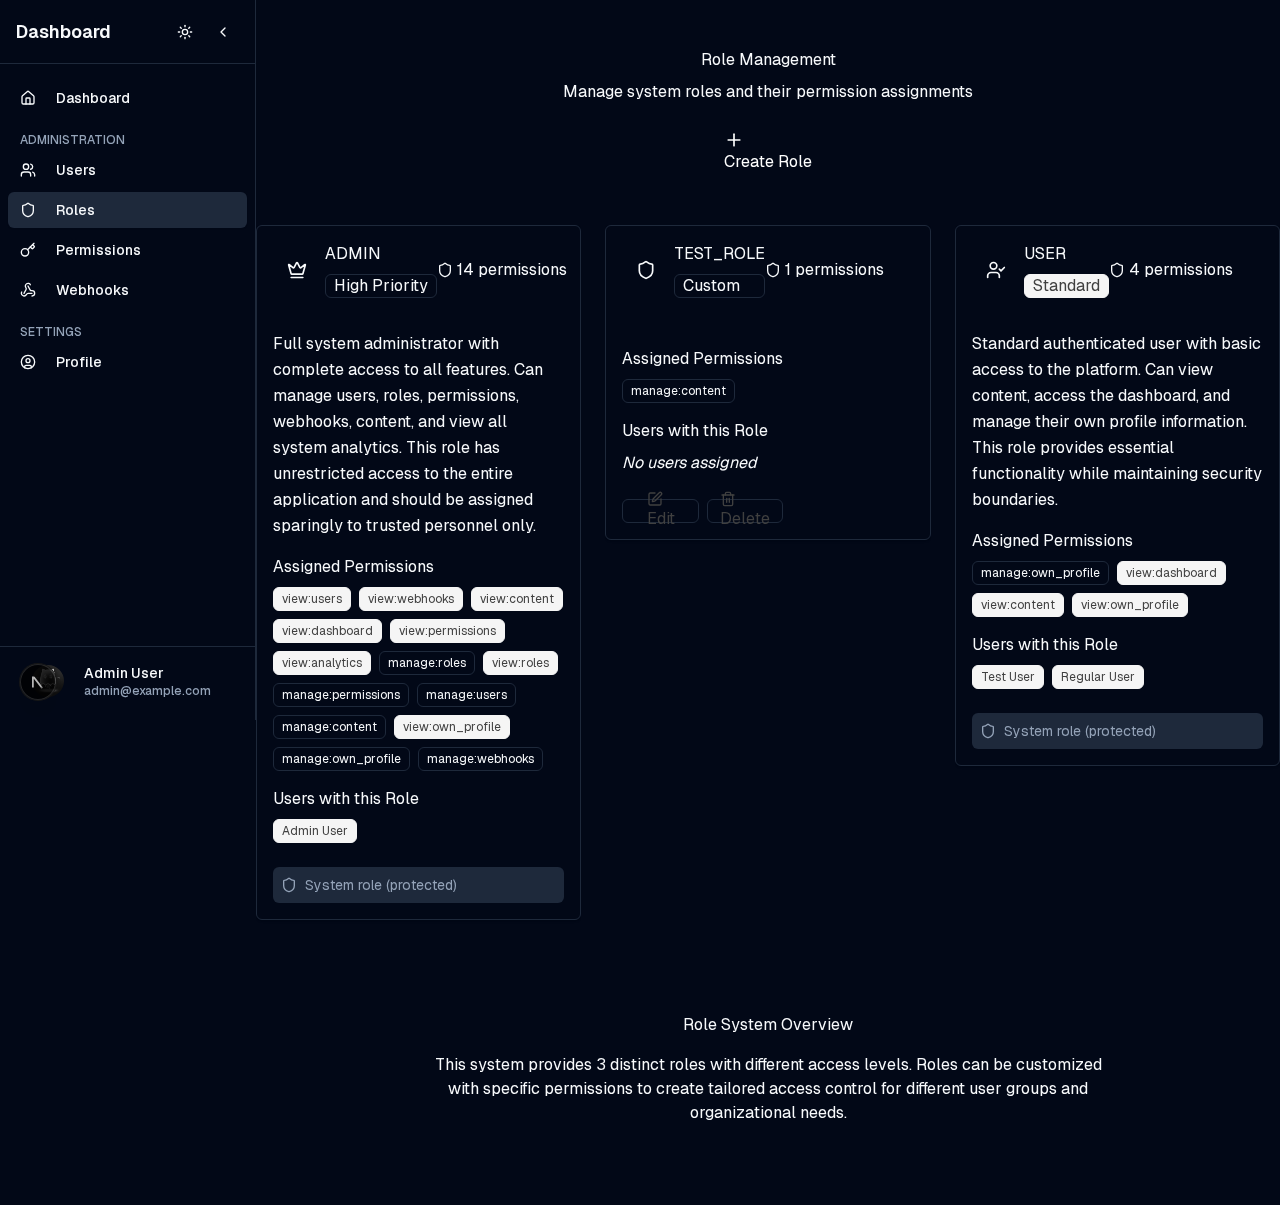 Dashboard
Dashboard
ADMINISTRATION
Users
Roles
Permissions
Webhooks
SETTINGS
Profile
Admin User
admin@example.com
Role Management
Manage system roles and their permission assignments
Create Role
ADMIN
High Priority
14 permissions
Full system administrator with
complete access to all features. Can
manage users, roles, permissions,
webhooks, content, and view all
system analytics. This role has
unrestricted access to the entire
application and should be assigned
sparingly to trusted personnel only.
Assigned Permissions
view:users view:webhooks view:content
view:dashboard view:permissions
view:analytics manage:roles view:roles
manage:permissions manage:users
manage:content view:own_profile
manage:own_profile manage:webhooks
Users with this Role
Admin User
System role (protected)
TEST_ROLE
Custom
1 permissions
Assigned Permissions
manage:content
Users with this Role
No users assigned
Edit Delete
USER
Standard
4 permissions
Standard authenticated user with basic
access to the platform. Can view
content, access the dashboard, and
manage their own profile information.
This role provides essential
functionality while maintaining security
boundaries.
Assigned Permissions
manage:own_profile view:dashboard
view:content view:own_profile
Users with this Role
Test User Regular User
System role (protected)
Role System Overview
This system provides 3 distinct roles with different access levels. Roles can be customized
with specific permissions to create tailored access control for different user groups and
organizational needs.